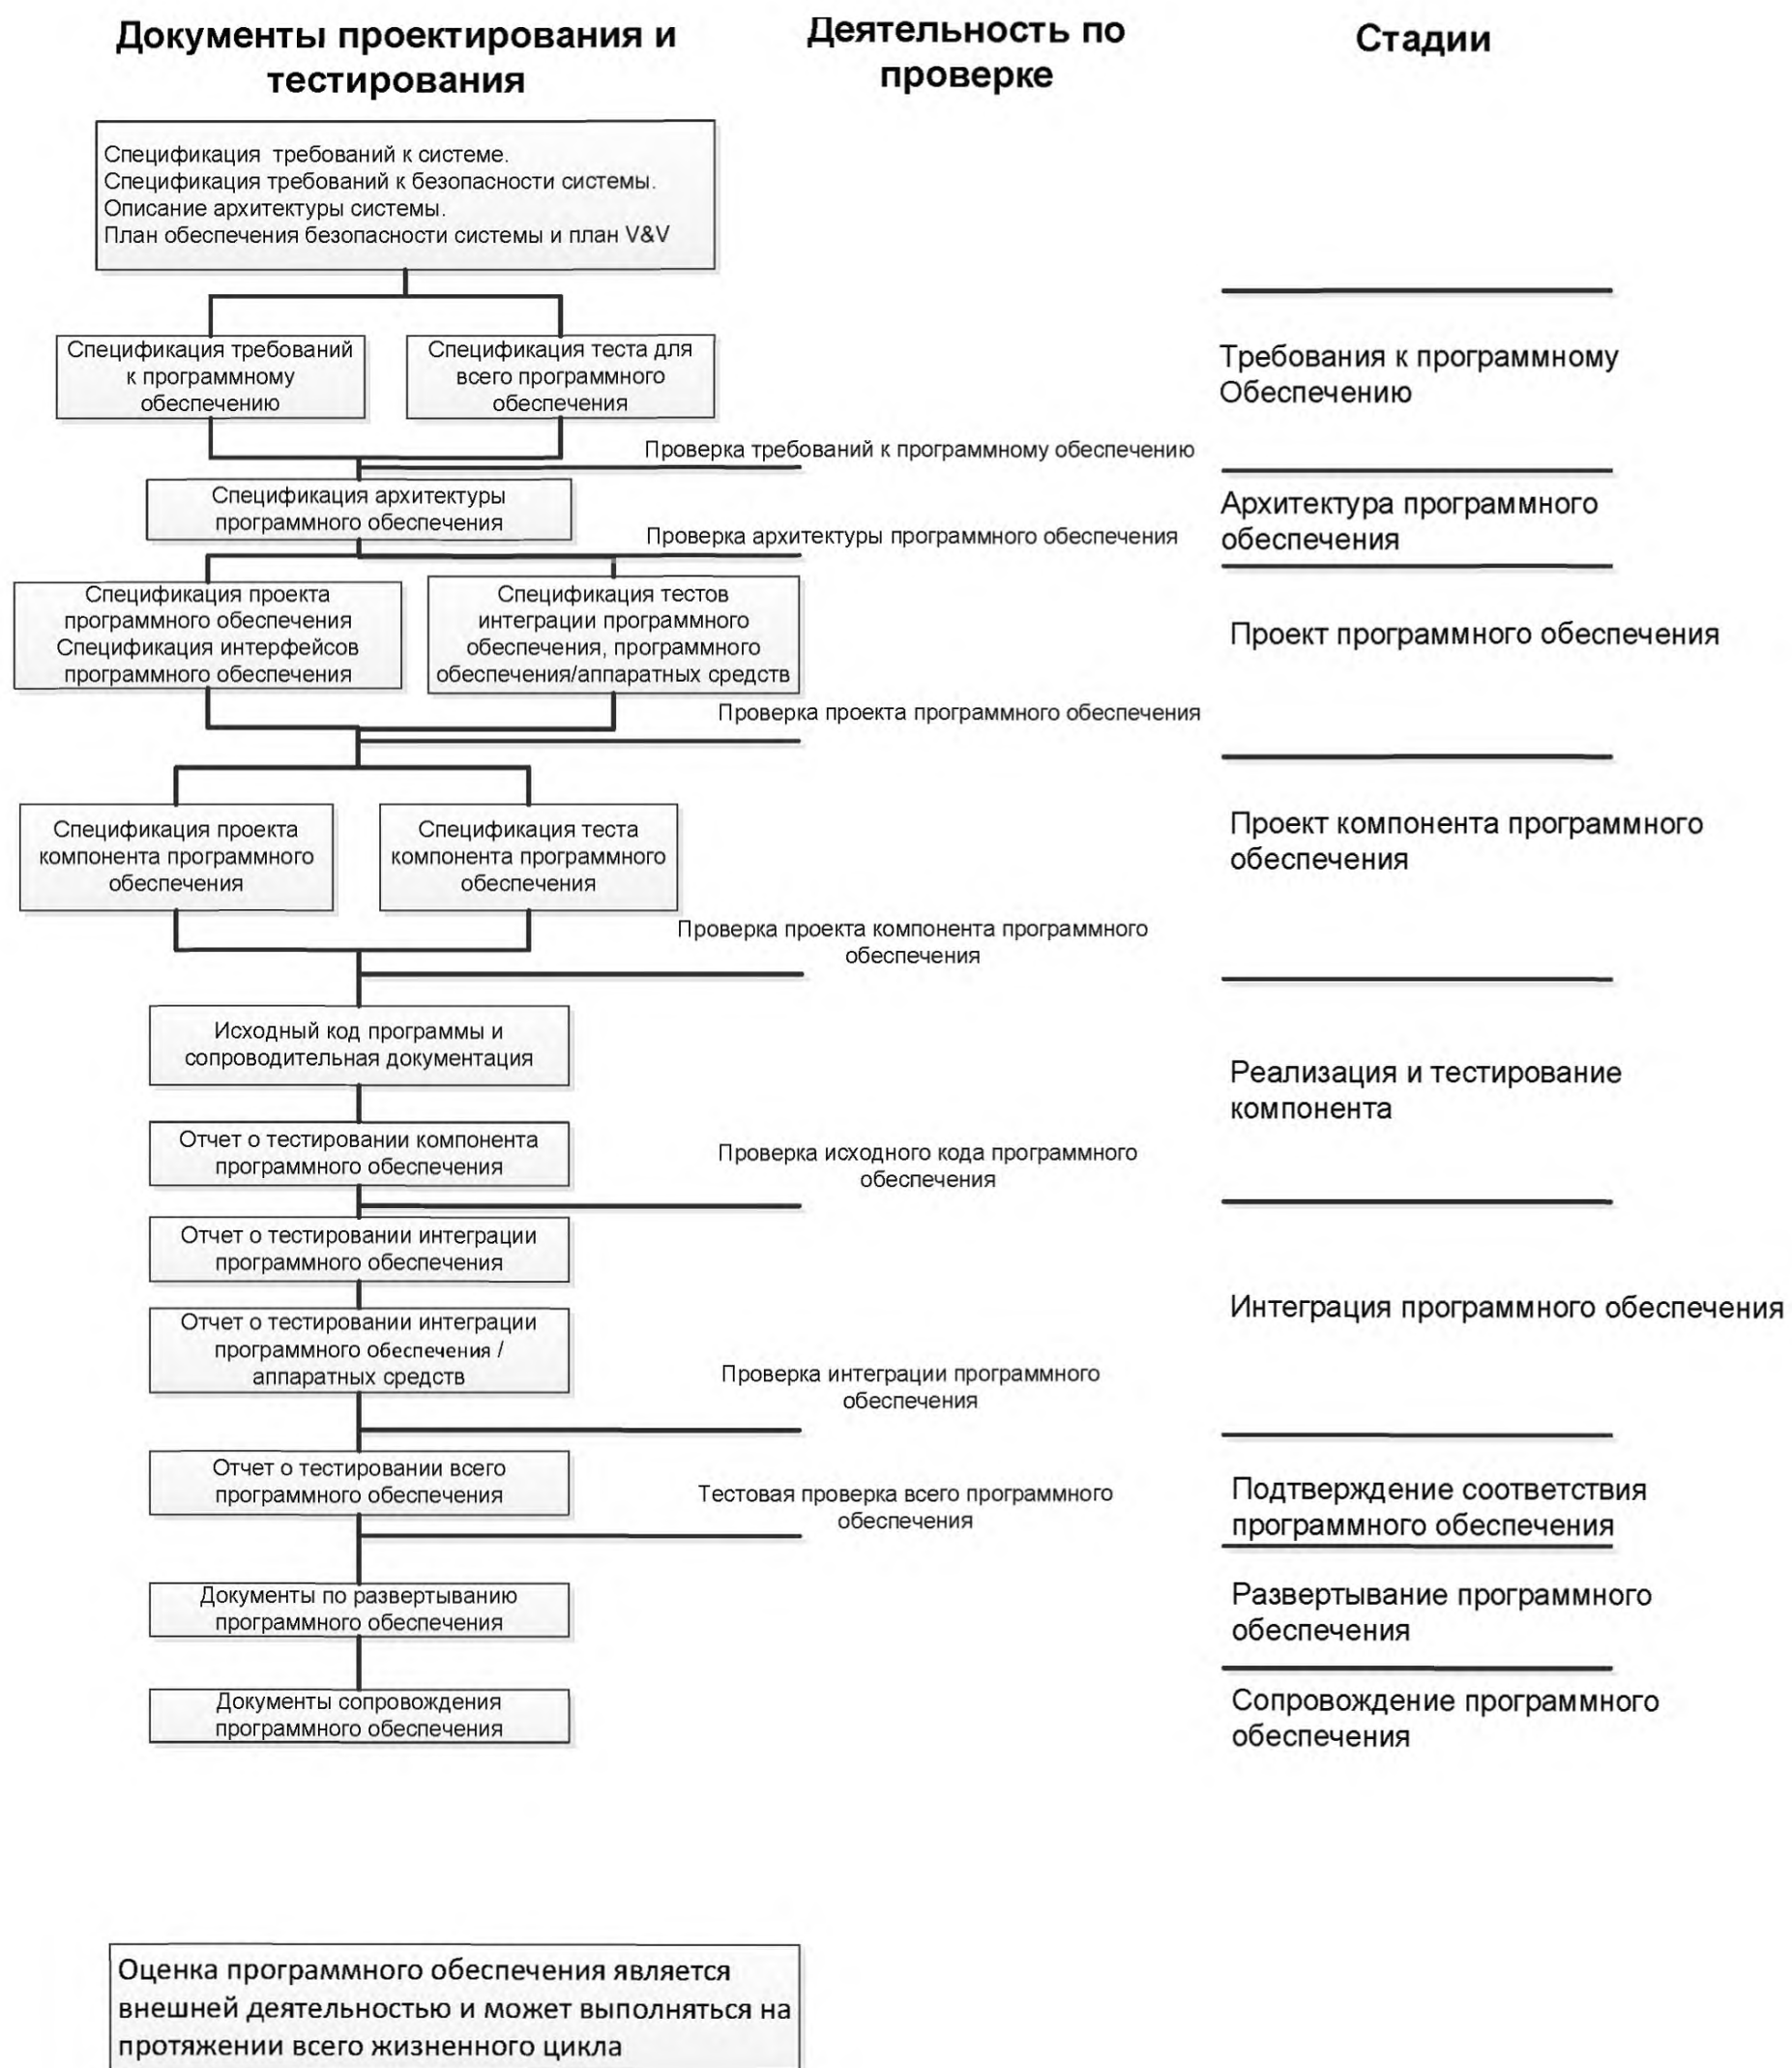 Документы проектирования и
тестирования
Деятельность по
проверке
Стадии
Спецификация требований к системе.
Спецификация требований к безопасности системы.
Описание архитектуры системы.
План обеспечения безопасности системы и план V&V
Спецификация требований
к программному
обеспечению
Спецификация теста для
всего программного
обеспечения
Требования к программному
Обеспечению
Проверка требований к программному обеспечению
Спецификация архитектуры
программного обеспечения
Архитектура программного
обеспечения
Проверка архитектуры программного обеспечения
Спецификация проекта
программного обеспечения
Спецификация интерфейсов
программного обеспечения
Спецификация тестов
интеграции программного
обеспечения, программного
обеспечения/аппаратных средств
Проект программного обеспечения
Проверка проекта программного обеспечения
Спецификация проекта
компонента программного
обеспечения
Спецификация теста
компонента программного
обеспечения
Проект компонента программного
обеспечения
Проверка проекта компонента программного
обеспечения
Исходный код программы и
сопроводительная документация
Реализация и тестирование
компонента
Отчет о тестировании компонента
программного обеспечения
Проверка исходного кода программного
обеспечения
Отчет о тестировании интеграции
программного обеспечения
Интеграция программного обеспечения
Отчет о тестировании интеграции
программного обеспечения /
аппаратных средств
Проверка интеграции программного
обеспечения
Отчет о тестировании всего
программного обеспечения
Тестовая проверка всего программного
обеспечения
Подтверждение соответствия
программного обеспечения
Документы по развертыванию
программного обеспечения
Развертывание программного
обеспечения
Документы сопровождения
программного обеспечения
Сопровождение программного
обеспечения
Оценка программного обеспечения является
внешней деятельностью и может выполняться на
протяжении всего жизненного цикла